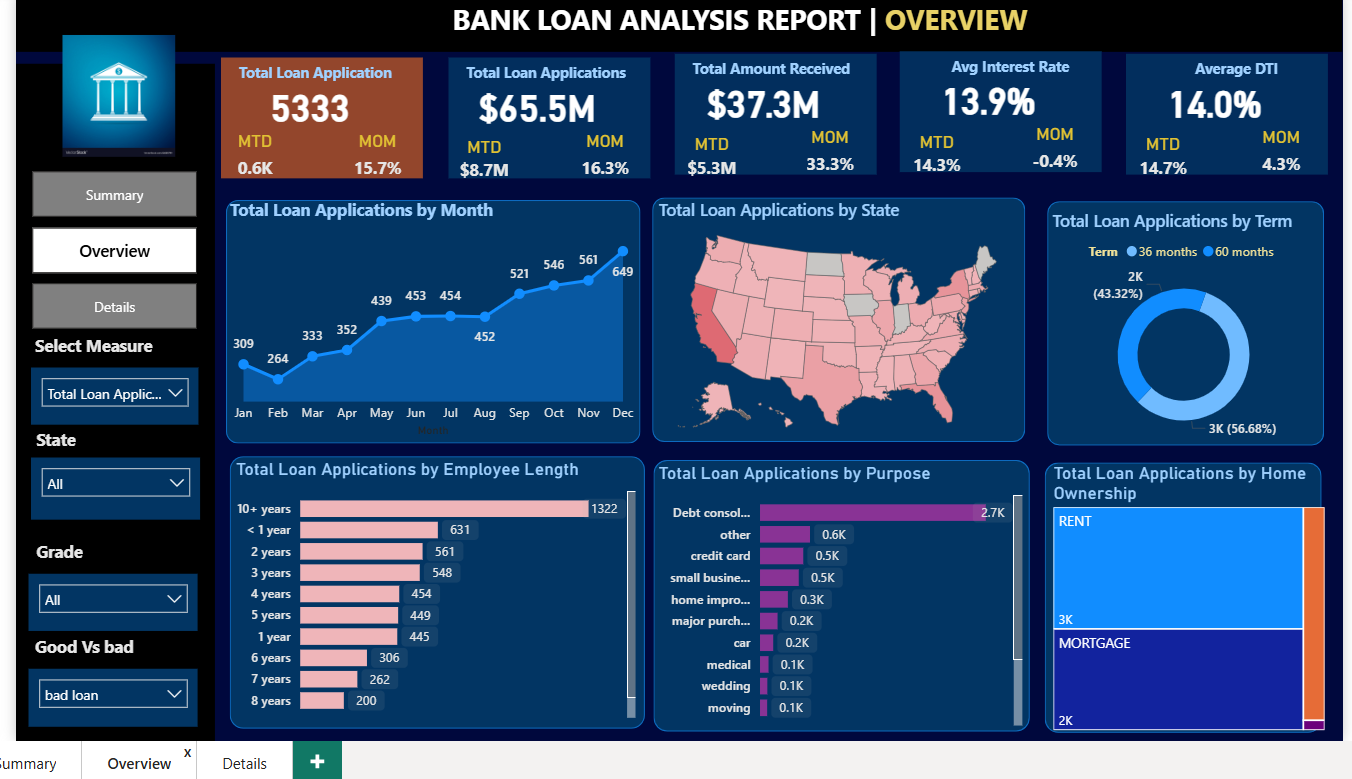 BANK LOAN ANALYSIS REPORT | OVERVIEW
Total Loan Application
5333
MTD MOM
0.6K 15.7%
Total Loan Applications
$65.5M
MTD MOM
$8.7M 16.3%
Total Amount Received
$37.3M
MTD MOM
$5.3M 33.3%
Avg Interest Rate
13.9%
MTD MOM
14.3% -0.4%
Average DTI
14.0%
MTD MOM
14.7% 4.3%
Summary
Overview
Details
Select Measure
Total Loan Applic...
State
All
Grade
All
Good Vs bad
bad loan
Total Loan Applications by Month
309
264
333
352
439
453
454
452
521
546
561
649
Jan Feb Mar Apr May Jun Jul Aug Sep Oct Nov Dec
Month
Total Loan Applications by State
Total Loan Applications by Term
Term 36 months 60 months
2K
(43.32%)
3K (56.68%)
Total Loan Applications by Employee Length
10+ years 1322
< 1 year 631
2 years 561
3 years 548
4 years 454
5 years 449
1 year 445
6 years 306
7 years 262
8 years 200
Total Loan Applications by Purpose
Debt consol... 2.7K
other 0.6K
credit card 0.5K
small busine... 0.5K
home impro... 0.3K
major purch... 0.2K
car 0.2K
medical 0.1K
wedding 0.1K
moving 0.1K
Total Loan Applications by Home
Ownership
RENT
3K
MORTGAGE
2K
ummary
Overview x
Details
+